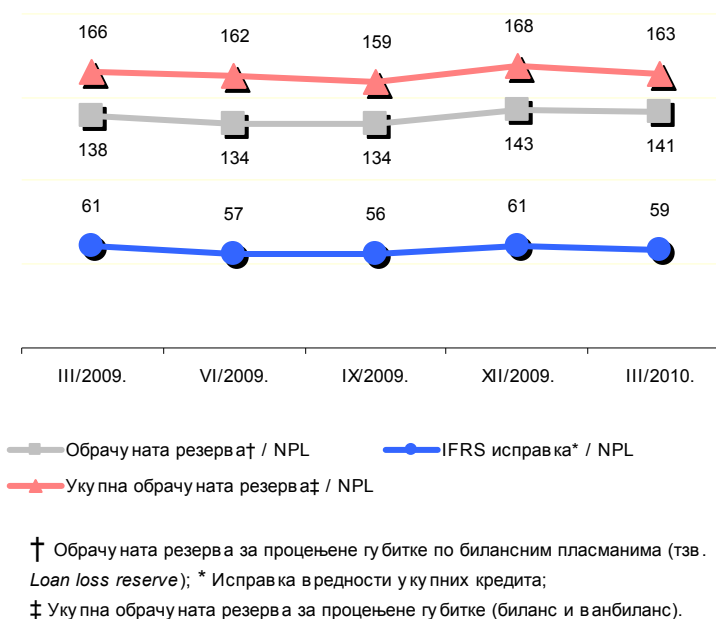 166 162 159 168 163
138 134 134 143 141
61 57 56 61 59
III/2009. VI/2009. IX/2009. XII/2009. III/2010.
Обрачуната резерва† / NPL IFRS исправка* / NPL
Укупна обрачуната резерва‡ / NPL
† Обрачуната резерва за процењене губитке по билансним пласманима (тзв.
Loan loss reserve); * Исправка вредности укупних кредита;
‡ Укупна обрачуната резерва за процењене губитке (биланс и ванбиланс).